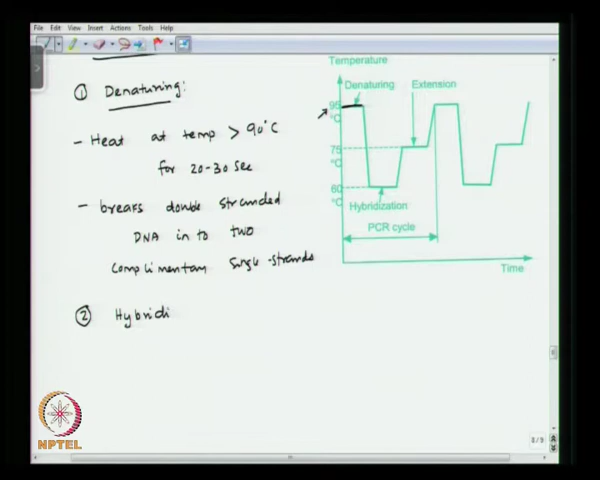 File Edit View Insert Actions Tools Help
① Denaturing:
- Heat at temp > 90°C
for 20-30 sec
- breaks double stranded
DNA in to two
Complimentary single-strands
② Hybridi
Temperature
Denaturing Extension
95
°C
75
°C
60
°C
Hybridization
PCR cycle
Time
NPTEL
8/9